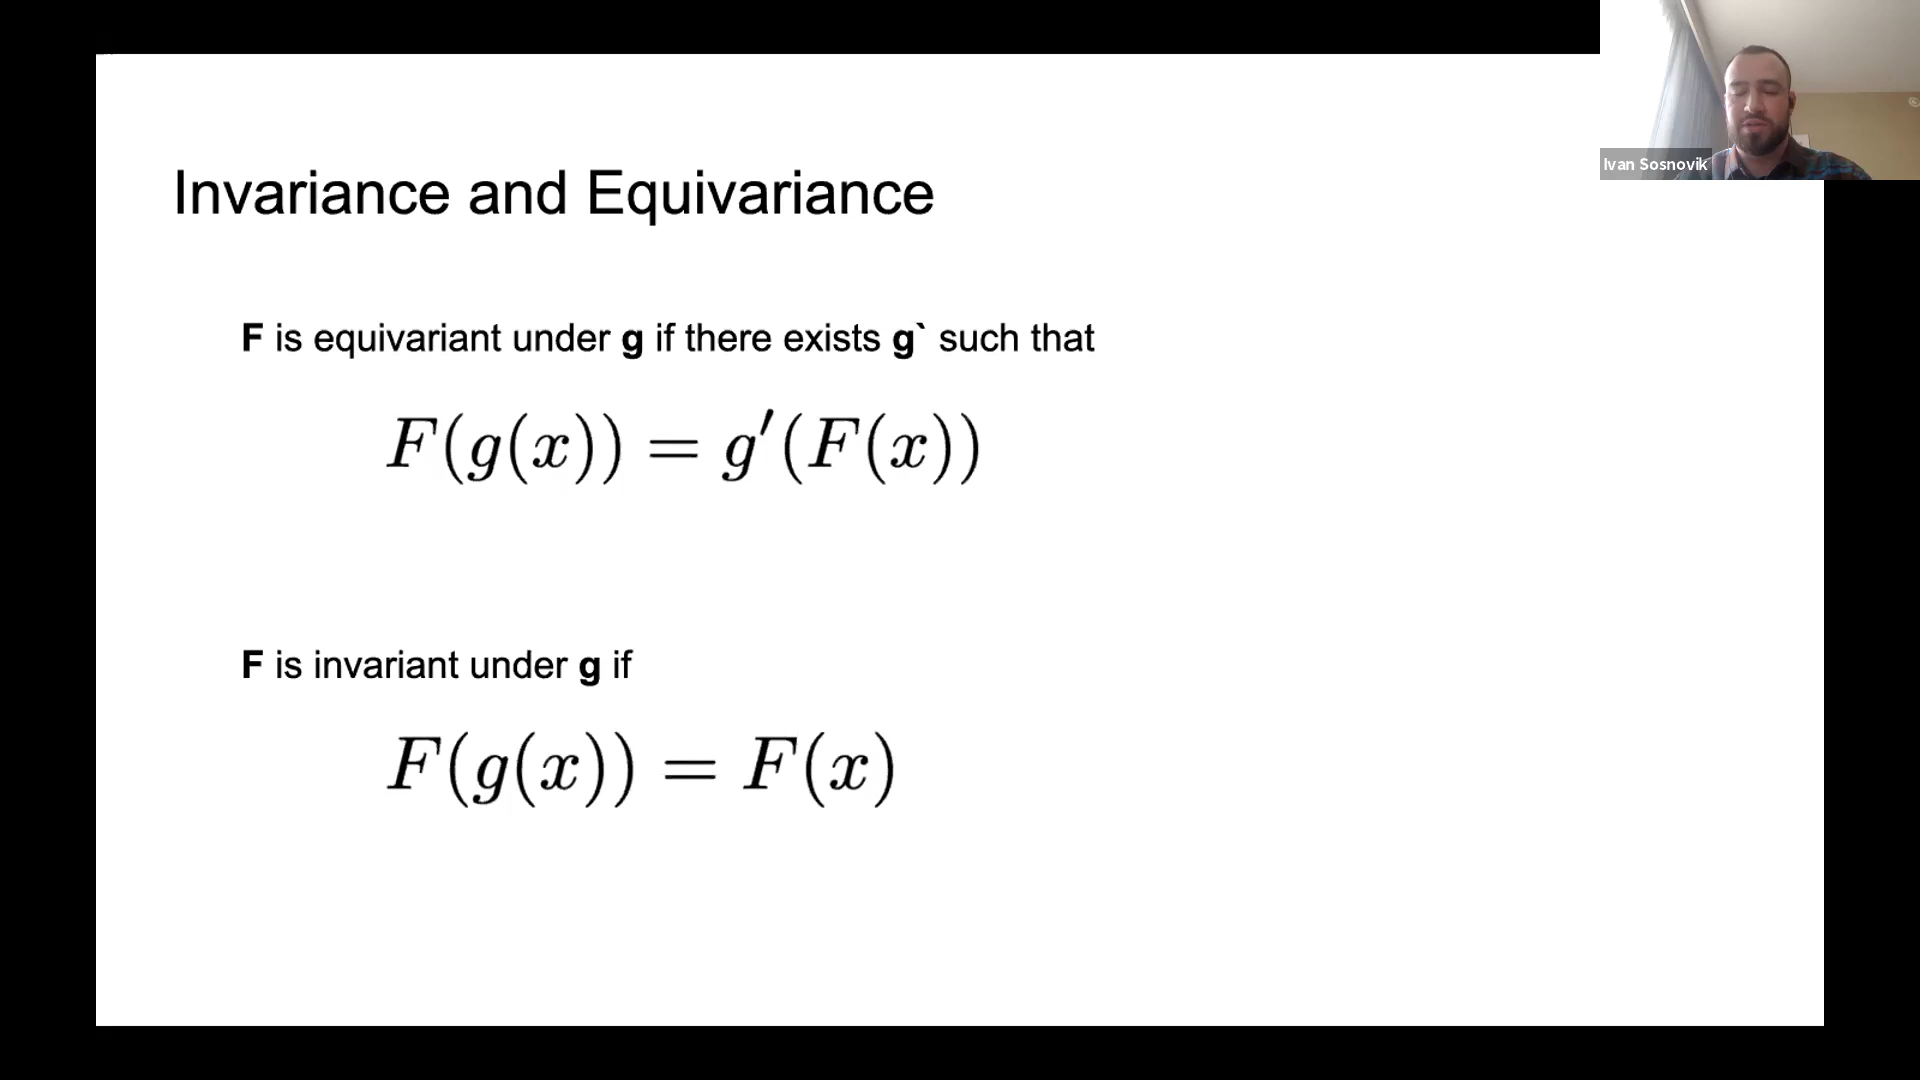 Ivan Sosnovik
Invariance and Equivariance
F is equivariant under g if there exists g` such that
F(g(x)) = g′(F(x))
F is invariant under g if
F(g(x)) = F(x)